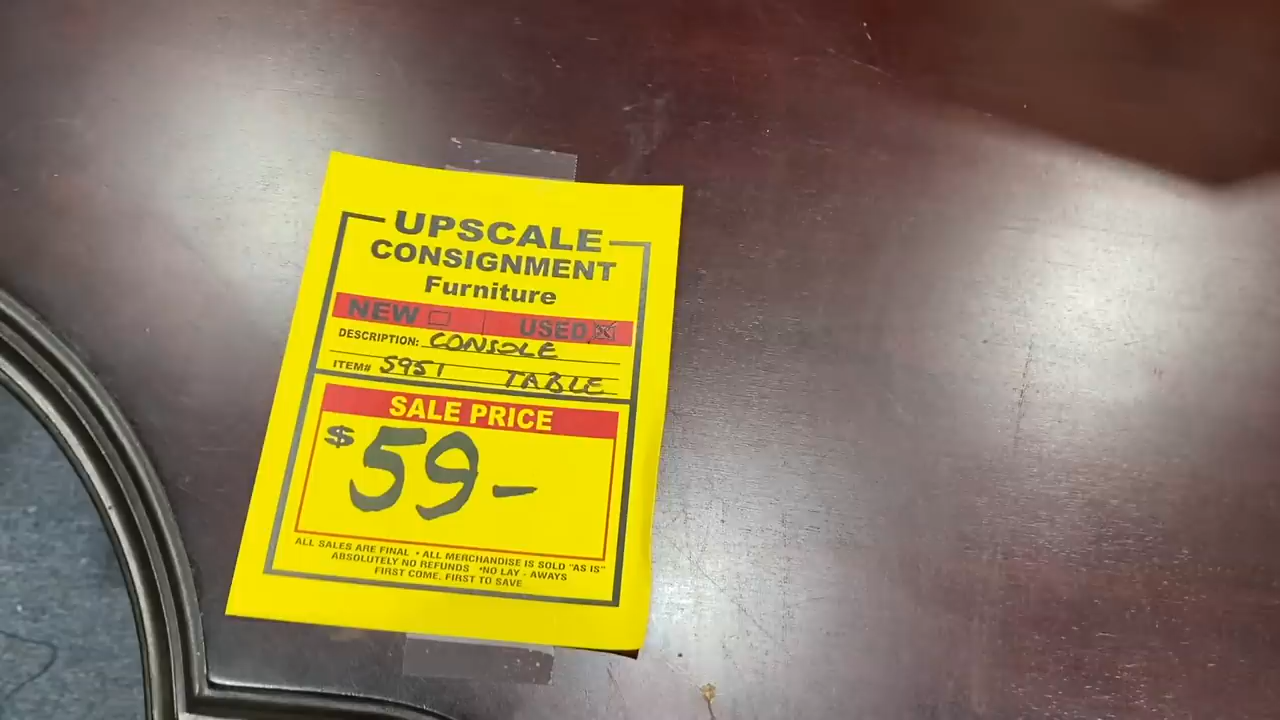 UPSCALE
CONSIGNMENT
Furniture
NEW USED
DESCRIPTION: CONSOLE
ITEM# 5951 TABLE
SALE PRICE
$59-
ALL SALES ARE FINAL • ALL MERCHANDISE IS SOLD "AS IS"
ABSOLUTELY NO REFUNDS •NO LAY - AWAYS
FIRST COME, FIRST TO SAVE